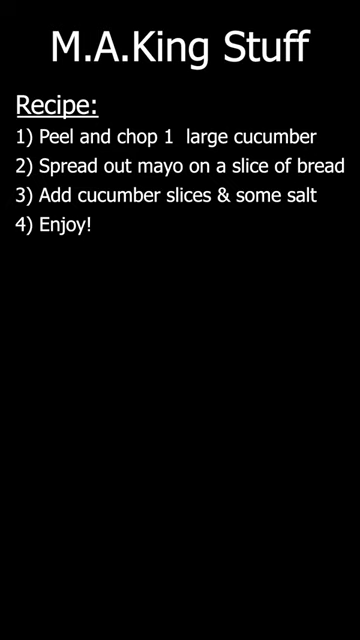 M.A.King Stuff
Recipe:
1) Peel and chop 1  large cucumber
2) Spread out mayo on a slice of bread
3) Add cucumber slices & some salt
4) Enjoy!